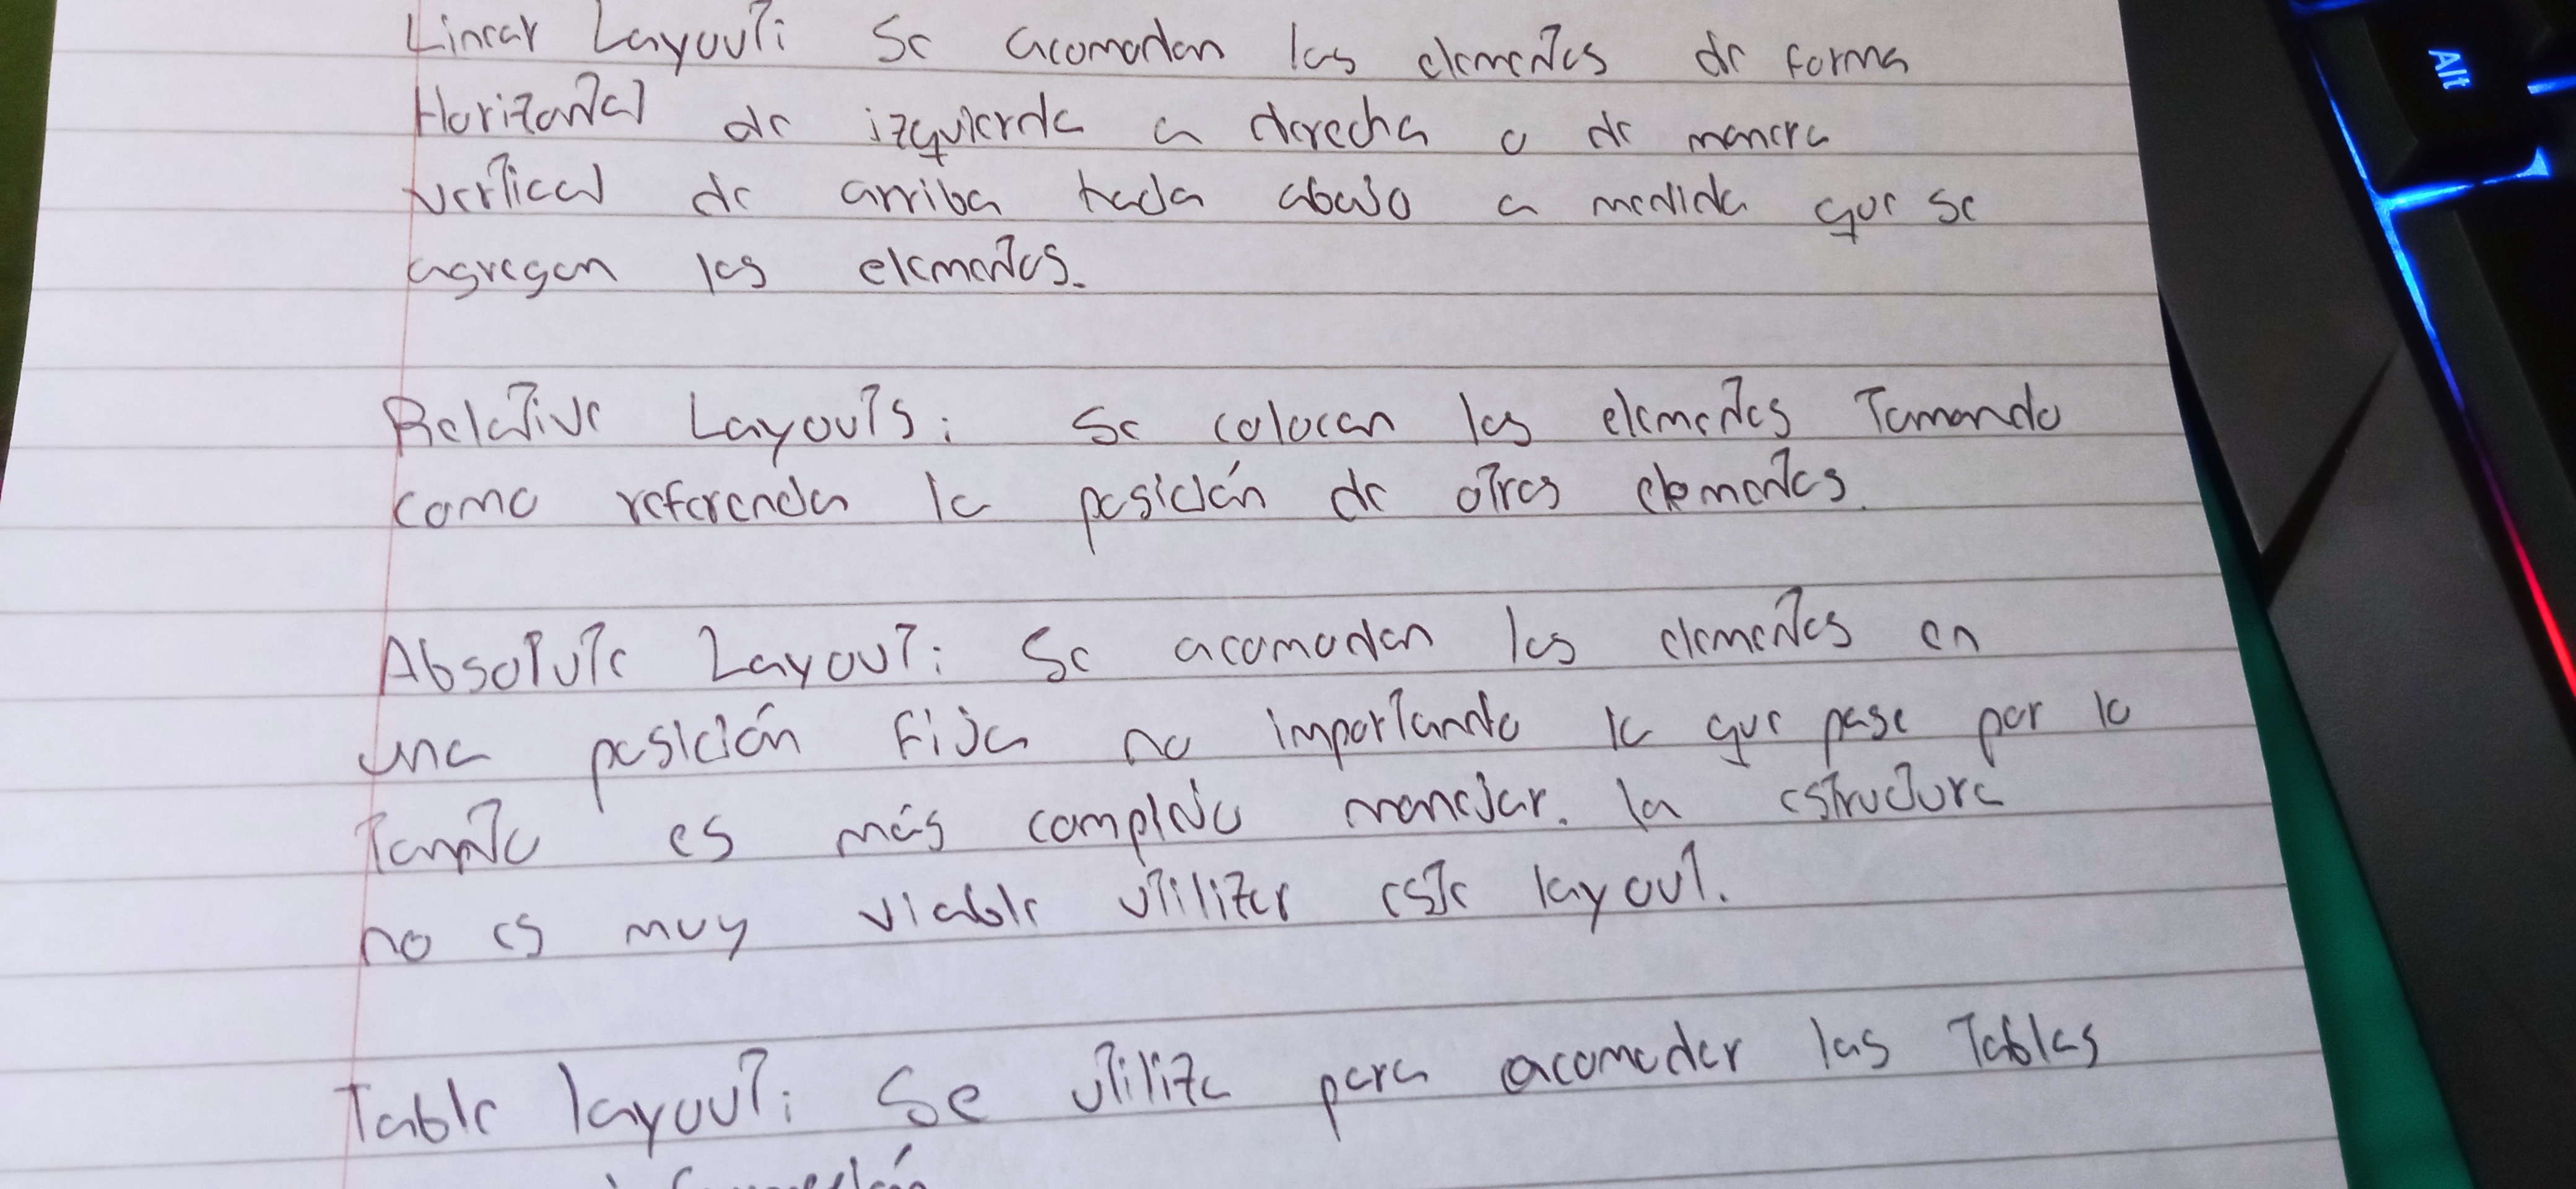 Linear Layout: Se acomodan los elementos de forma
Horizontal de izquierda a derecha o de manera
vertical de arriba hacia abajo a medida que se
agregan los elementos.
Relative Layouts: Se colocan los elementos Tomando
como referencia la posición de otros elementos.
Absolute Layout: Se acomodan los elementos en
una posición fija no importando lo que pase por lo
Tanto es más complejo manejar. la estructura
no es muy viable utilizar este layout.
Table layout: Se utiliza para acomodar las Tablas
Alt